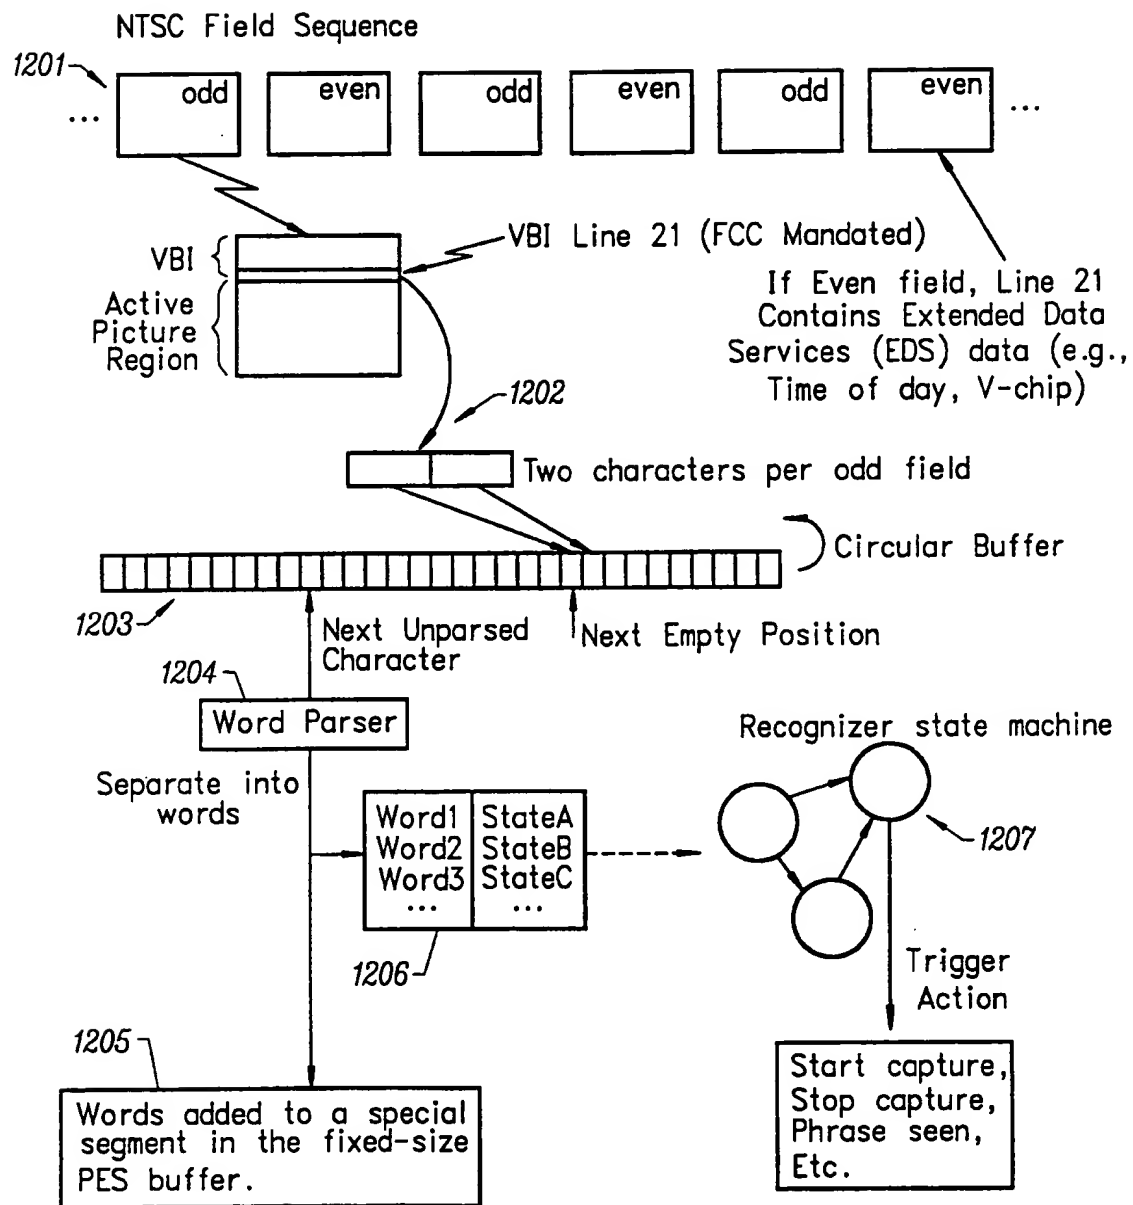 NTSC Field Sequence
1201
... odd even odd even odd even ...
VBI
VBI Line 21 (FCC Mandated)
Active
Picture
Region
If Even field, Line 21
Contains Extended Data
Services (EDS) data (e.g.,
Time of day, V-chip)
1202
Two characters per odd field
Circular Buffer
1203
Next Unparsed
Character
Next Empty Position
1204
Word Parser
Separate into
words
Word1 StateA
Word2 StateB
Word3 StateC
... ...
1206
Recognizer state machine
1207
Trigger
Action
1205
Words added to a special
segment in the fixed-size
PES buffer.
Start capture,
Stop capture,
Phrase seen,
Etc.